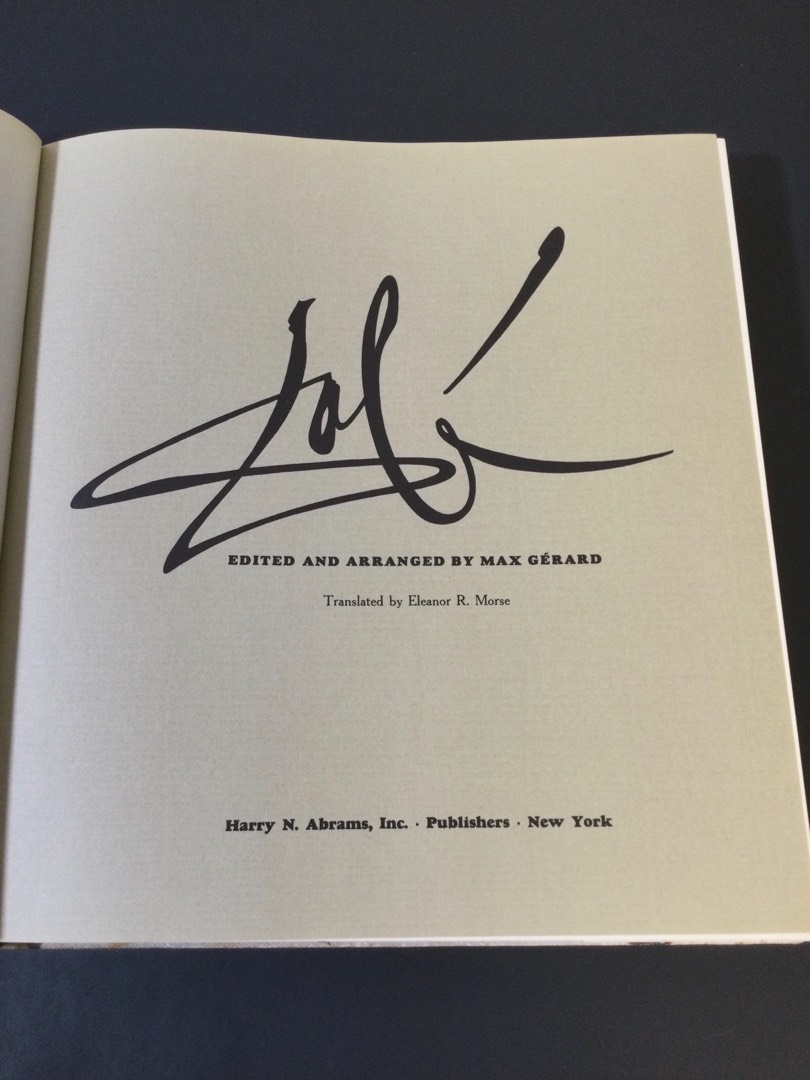 Dalí
EDITED AND ARRANGED BY MAX GÉRARD
Translated by Eleanor R. Morse
Harry N. Abrams, Inc. · Publishers · New York